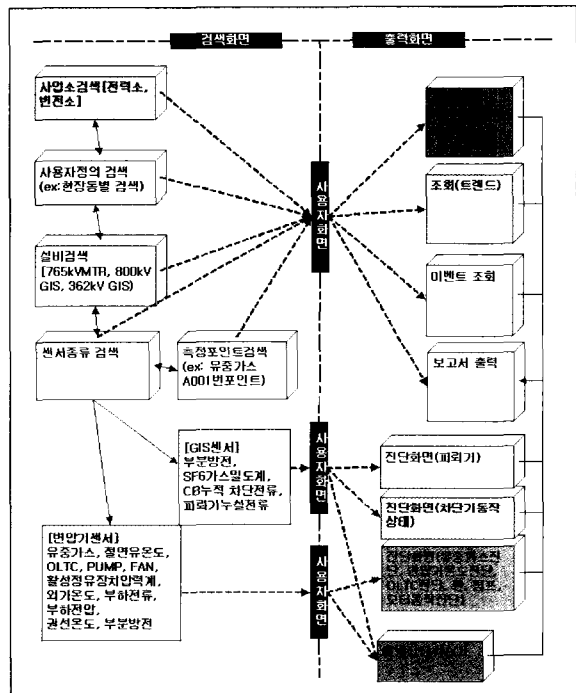 검색화면
출력화면
사업소검색[전력소,
변전소]
사용자정의 검색
(ex:현장동별 검색)
설비검색
[765kVMTR, 800kV
GIS, 362kV GIS)
센서종류 검색
측정포인트검색
(ex: 유중가스
A001번포인트)
사용자화면
조회(트렌드)
이벤트 조회
보고서 출력
[GIS센서]
부분방전,
SF6가스밀도계,
CB누적 차단전류,
피뢰기누설전류
사용자화면
진단화면(피뢰기)
진단화면(차단기동작
상태)
[변압기센서]
유중가스, 절연유온도,
OLTC, PUMP, FAN,
활성정유장치압력계,
외기온도, 부하전류,
부하전압,
권선온도, 부분방전
사용자화면